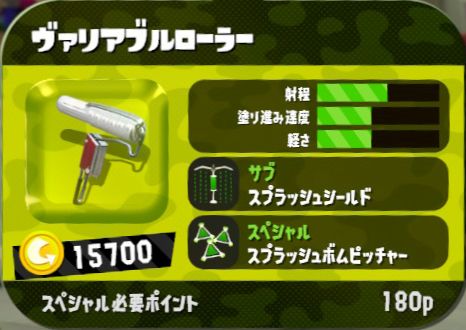 ヴァリアブルローラー
射程
塗り進み速度
軽さ
サブ
スプラッシュシールド
15700
スペシャル
スプラッシュボムピッチャー
スペシャル必要ポイント 180p